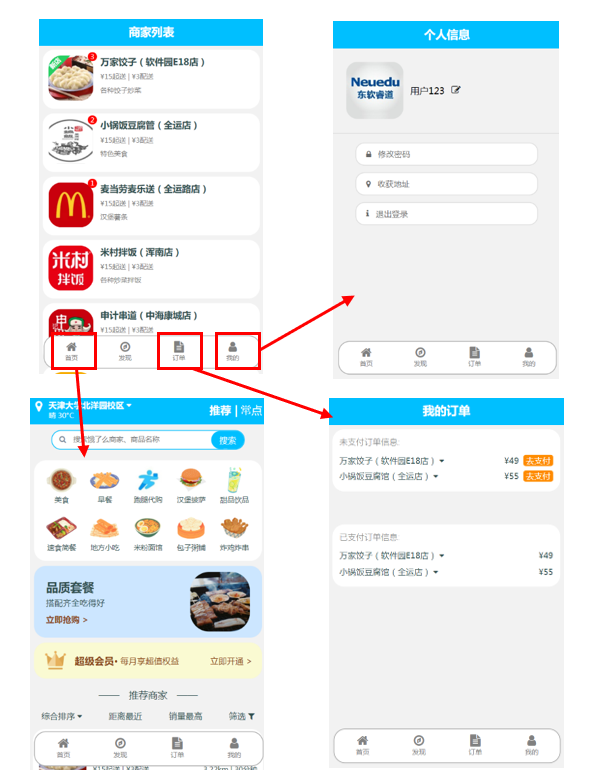 商家列表
3
万家饺子（软件园E18店）
¥15起送 | ¥3配送
各种饺子炒菜
2
小锅饭豆腐管（全运店）
¥15起送 | ¥3配送
特色美食
1
麦当劳麦乐送（全运路店）
¥15起送 | ¥3配送
汉堡薯条
米村拌饭
米村拌饭（浑南店）
¥15起送 | ¥3配送
各种炒菜拌饭
申
申计串道（中海康城店）
¥15起送 | ¥3配送
首页
发现
订单
我的
个人信息
Neuedu
东软睿道
用户123
修改密码
收获地址
退出登录
首页
发现
订单
我的
天津大学北洋园校区
晴 30°C
推荐 | 常点
搜索饿了么商家、商品名称
搜索
美食
早餐
跑腿代购
汉堡披萨
甜品饮品
速食简餐
地方小吃
米粉面馆
包子粥铺
炸鸡炸串
品质套餐
搭配齐全吃得好
立即抢购 >
超级会员• 每月享超值权益
立即开通 >
推荐商家
综合排序
距离最近
销量最高
筛选
首页
发现
订单
我的
¥15起送 | ¥3配送
3.22km | 30分钟
我的订单
未支付订单信息:
万家饺子（软件园E18店）
¥49
去支付
小锅饭豆腐馆（全运店）
¥55
去支付
已支付订单信息:
万家饺子（软件园E18店）
¥49
小锅饭豆腐馆（全运店）
¥55
首页
发现
订单
我的